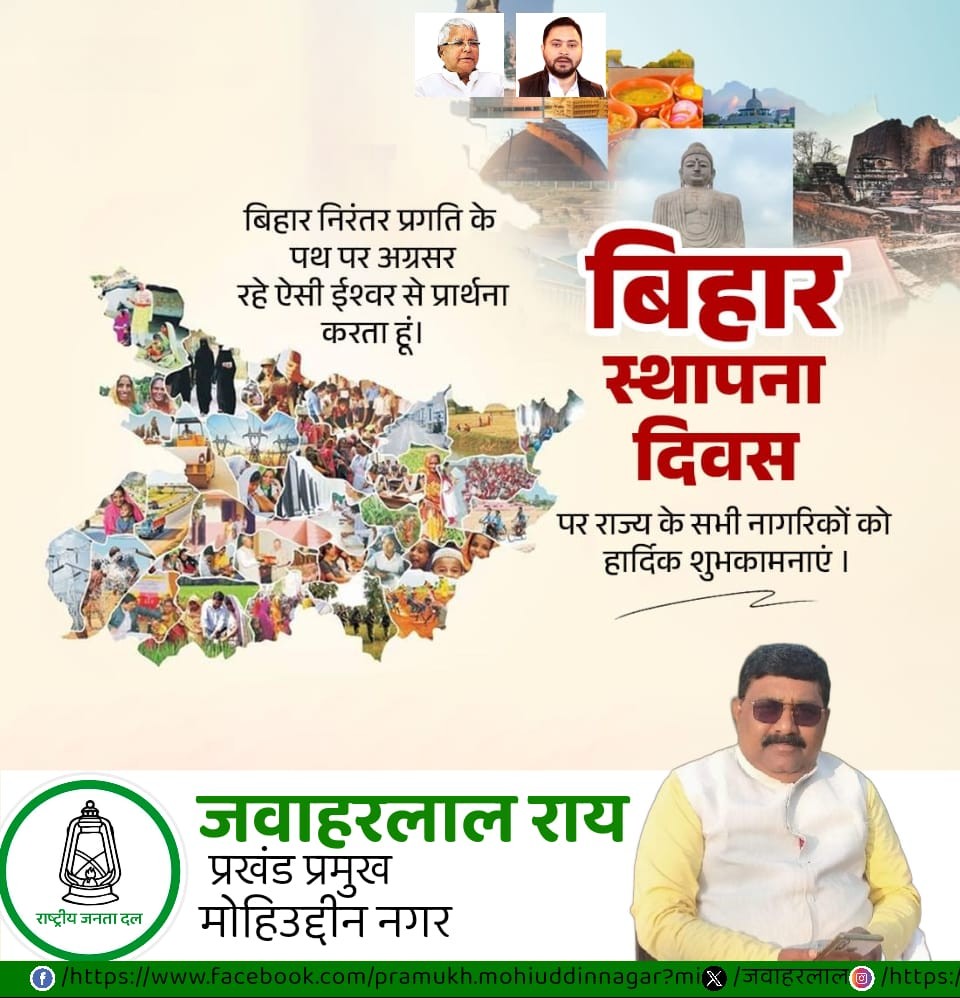 बिहार निरंतर प्रगति के
पथ पर अग्रसर
रहे ऐसी ईश्वर से प्रार्थना
करता हूं।
बिहार
स्थापना
दिवस
पर राज्य के सभी नागरिकों को
हार्दिक शुभकामनाएं ।
जवाहरलाल राय
प्रखंड प्रमुख
मोहिउद्दीन नगर
राष्ट्रीय जनता दल
/https://www.facebook.com/pramukh.mohiuddinnagar?mi /जवाहरलाल /https:/